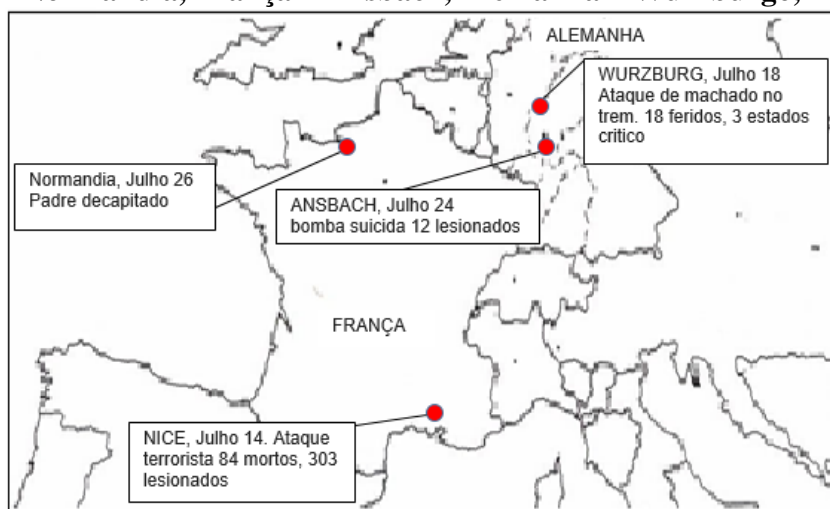 ALEMANHA
WURZBURG, Julho 18
Ataque de machado no
trem. 18 feridos, 3 estados
critico
Normandia, Julho 26
Padre decapitado
ANSBACH, Julho 24
bomba suicida 12 lesionados
FRANÇA
NICE, Julho 14. Ataque
terrorista 84 mortos, 303
lesionados